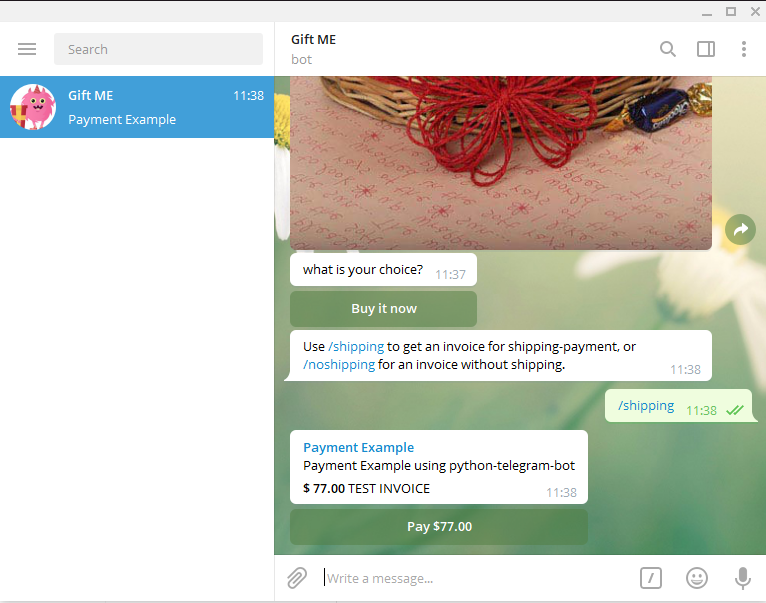 Search
Gift ME
11:38
Payment Example
Gift ME
bot
what is your choice?
11:37
Buy it now
Use /shipping to get an invoice for shipping-payment, or
/noshipping for an invoice without shipping.
11:38
/shipping
11:38
Payment Example
Payment Example using python-telegram-bot
$ 77.00 TEST INVOICE
11:38
Pay $77.00
Write a message...